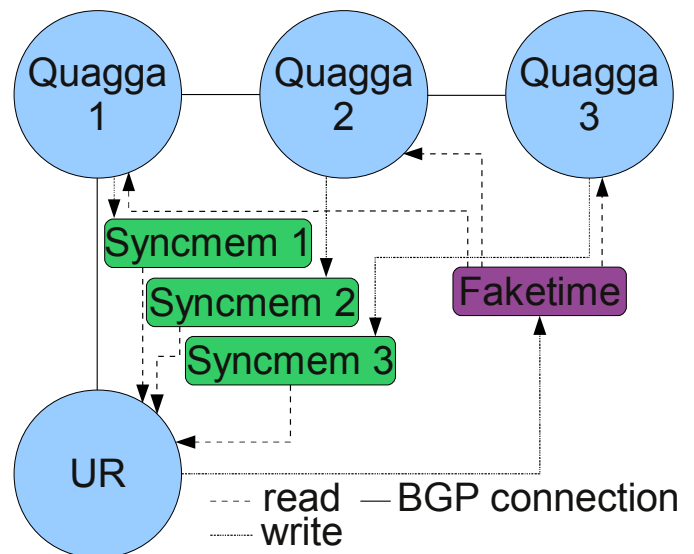 Quagga
1
Quagga
2
Quagga
3
Syncmem 1
Syncmem 2
Faketime
Syncmem 3
UR
read
BGP connection
write